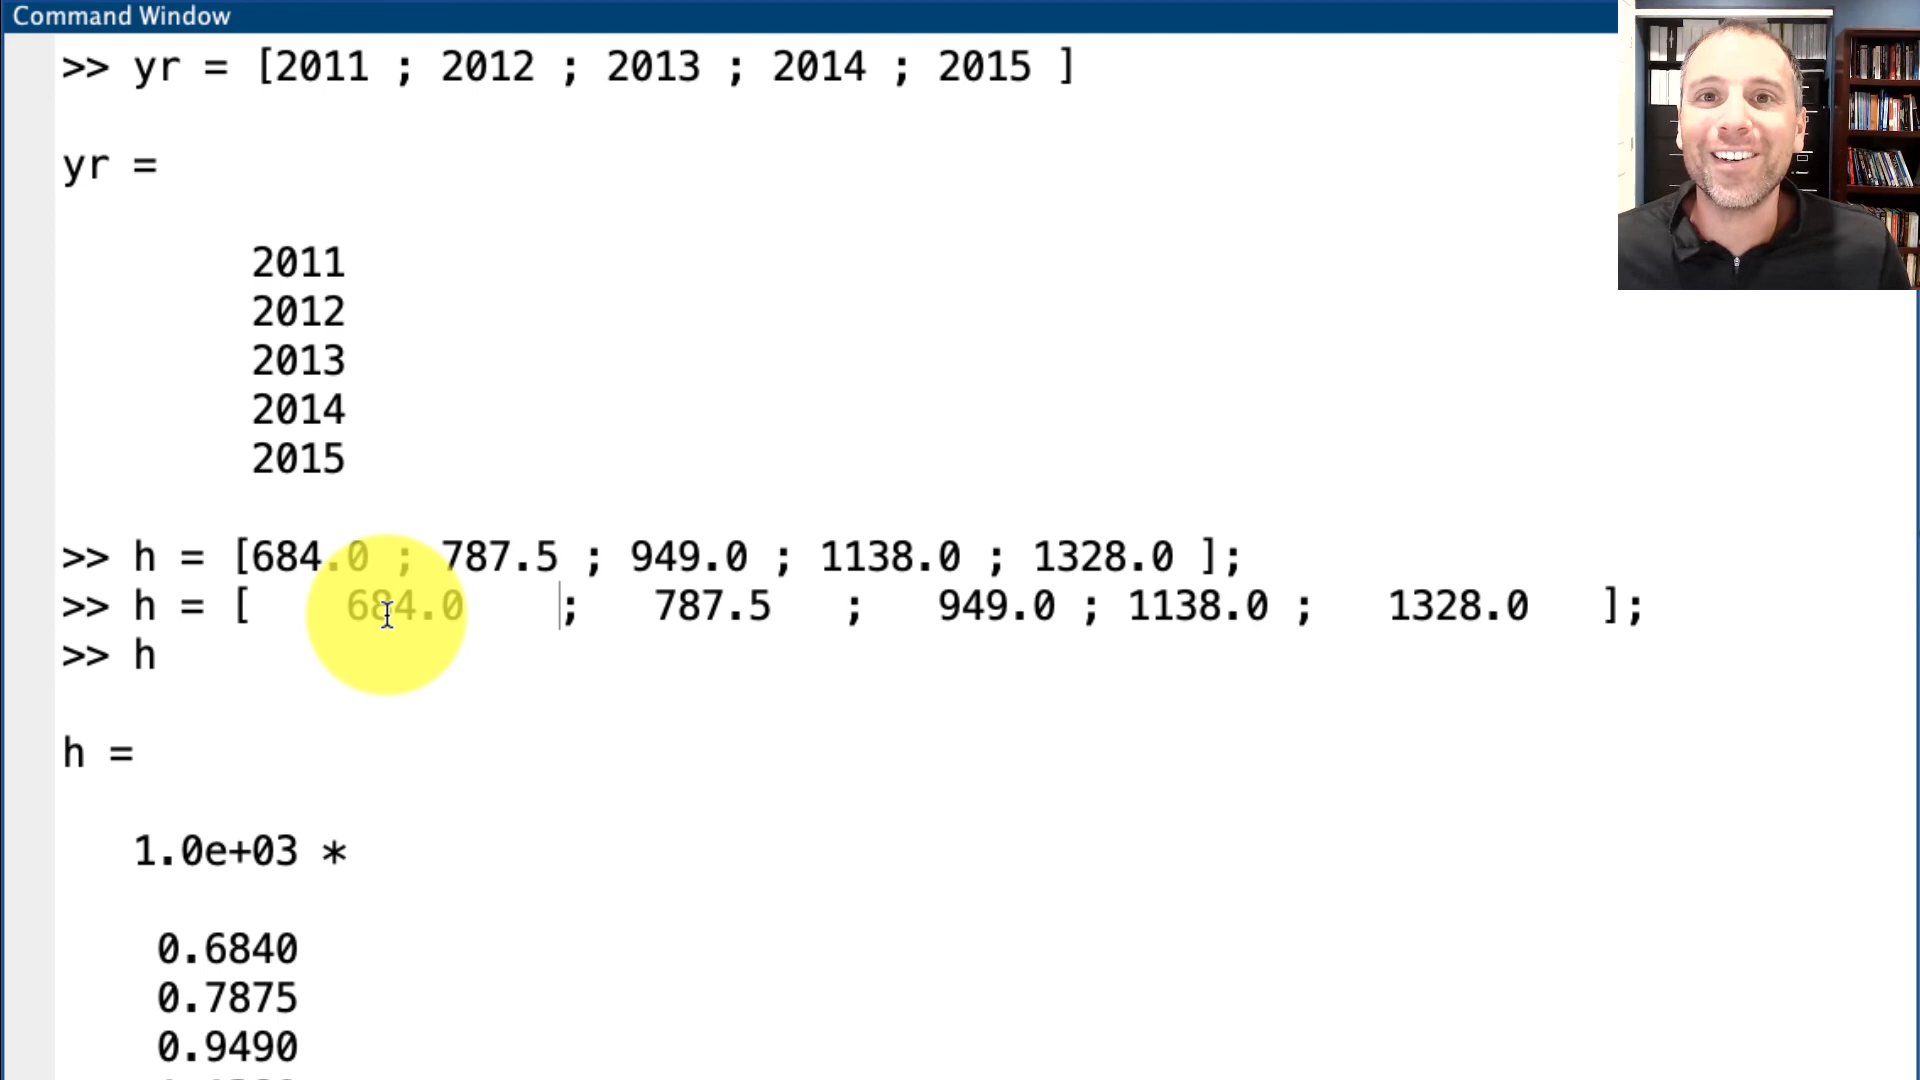 Command Window
>> yr = [2011 ; 2012 ; 2013 ; 2014 ; 2015 ]
yr =
2011
2012
2013
2014
2015
>> h = [684.0 ; 787.5 ; 949.0 ; 1138.0 ; 1328.0 ];
>> h = [    684.0    ;   787.5   ;   949.0 ; 1138.0 ;   1328.0   ];
>> h
h =
1.0e+03 *
0.6840
0.7875
0.9490